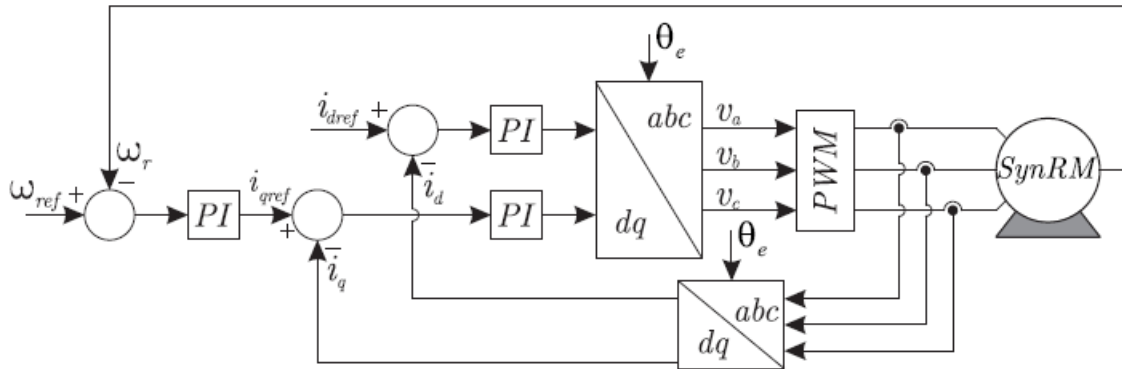 θe
idref +
PI
abc
va
ωr
−
id
PWM
vb
SynRM
ωref +
−
iqref
PI
+
PI
dq
vc
−
iq
θe
abc
dq